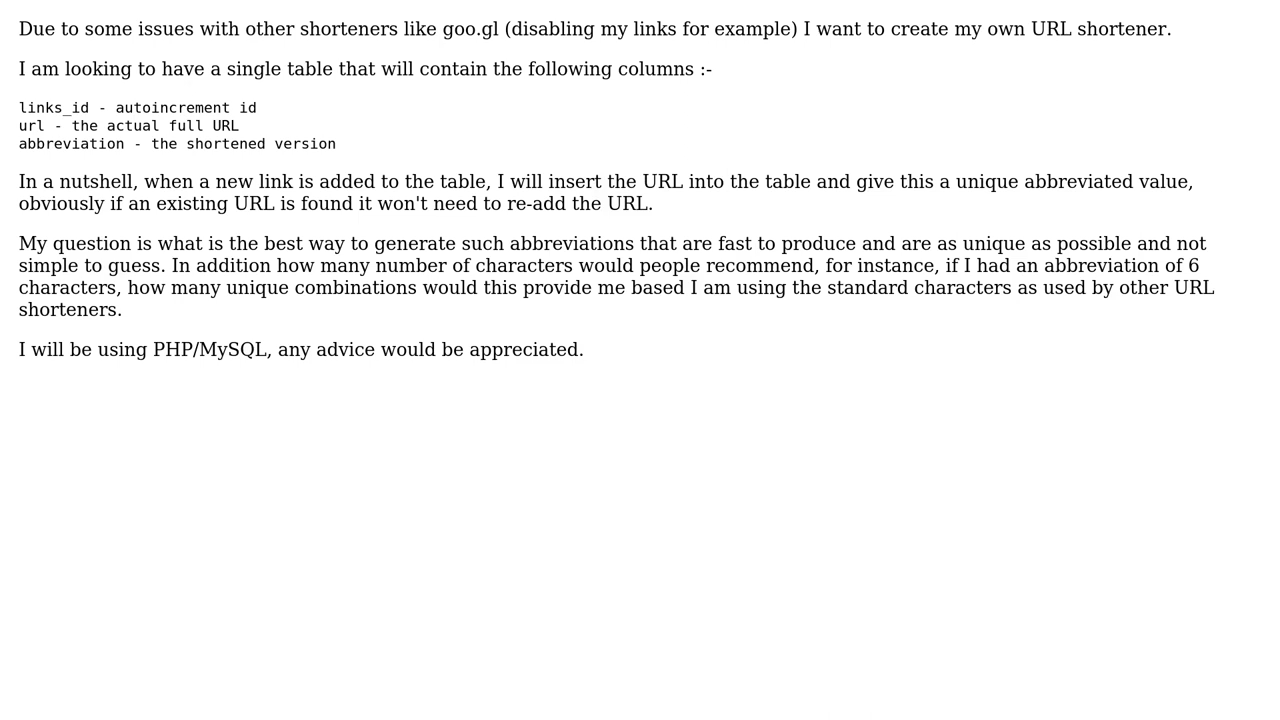 Due to some issues with other shorteners like goo.gl (disabling my links for example) I want to create my own URL shortener.
I am looking to have a single table that will contain the following columns :-
links_id - autoincrement id
url - the actual full URL
abbreviation - the shortened version
In a nutshell, when a new link is added to the table, I will insert the URL into the table and give this a unique abbreviated value,
obviously if an existing URL is found it won't need to re-add the URL.
My question is what is the best way to generate such abbreviations that are fast to produce and are as unique as possible and not
simple to guess. In addition how many number of characters would people recommend, for instance, if I had an abbreviation of 6
characters, how many unique combinations would this provide me based I am using the standard characters as used by other URL
shorteners.
I will be using PHP/MySQL, any advice would be appreciated.